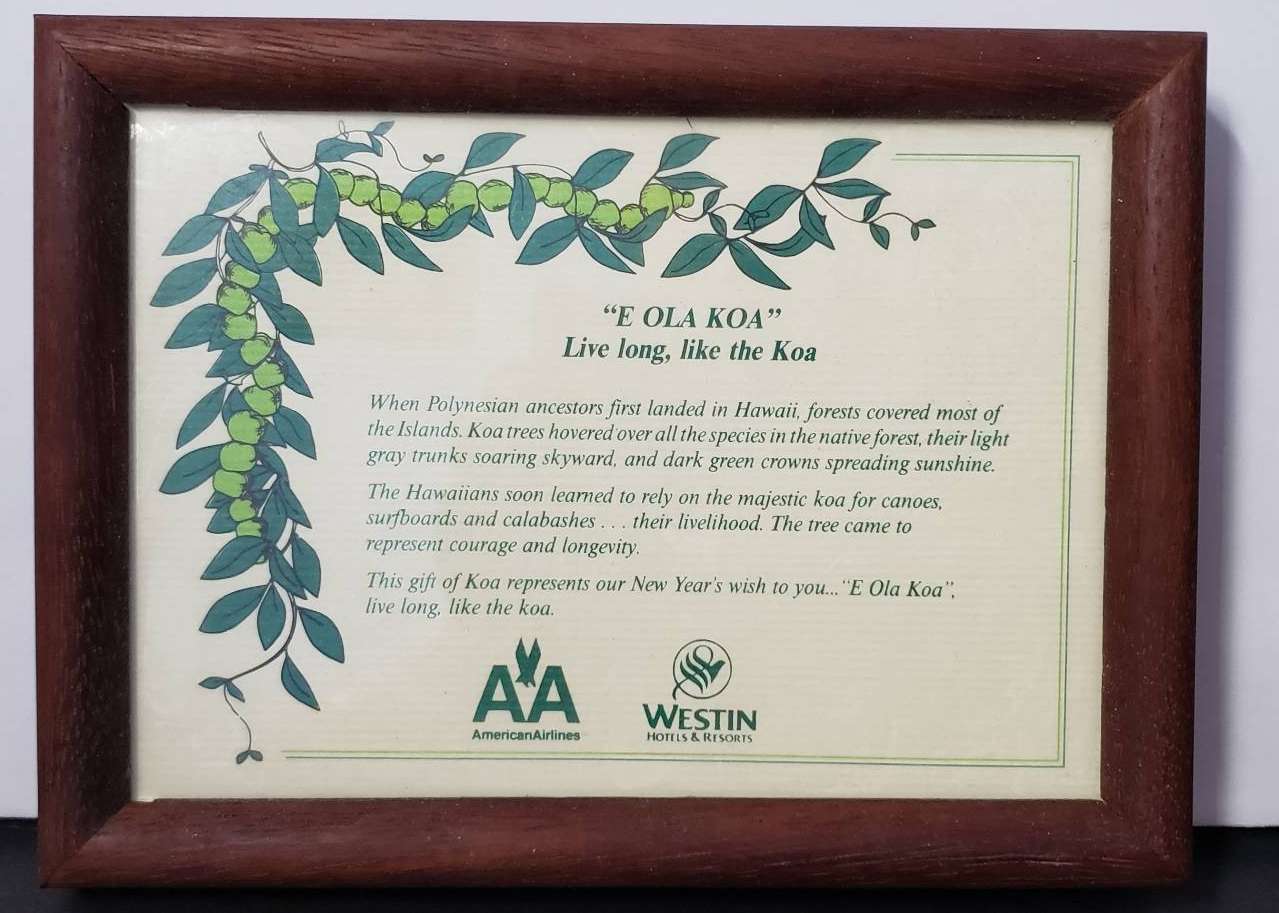 “E OLA KOA”
Live long, like the Koa
When Polynesian ancestors first landed in Hawaii, forests covered most of
the Islands. Koa trees hovered over all the species in the native forest, their light
gray trunks soaring skyward, and dark green crowns spreading sunshine.
The Hawaiians soon learned to rely on the majestic koa for canoes,
surfboards and calabashes . . . their livelihood. The tree came to
represent courage and longevity.
This gift of Koa represents our New Year's wish to you... “E Ola Koa”,
live long, like the koa.
AA
AmericanAirlines
WESTIN
HOTELS & RESORTS